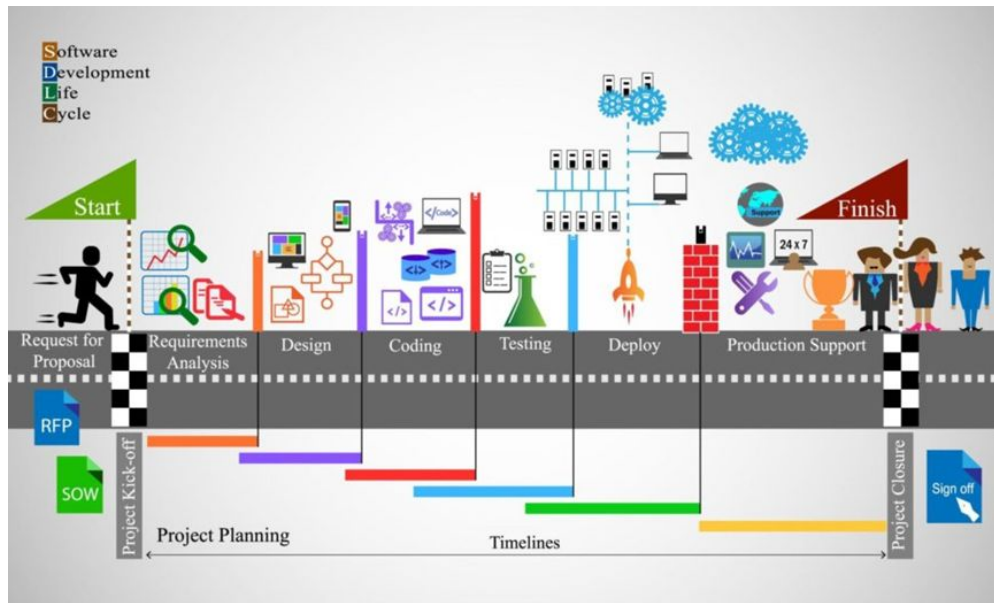 Software
Development
Life
Cycle
Start
Finish
</Code>
Support
24 x 7
Request for
Proposal
Requirements
Analysis
Design
Coding
Testing
Deploy
Production Support
RFP
SOW
Project Kick-off
Project Closure
Sign off
Project Planning
Timelines